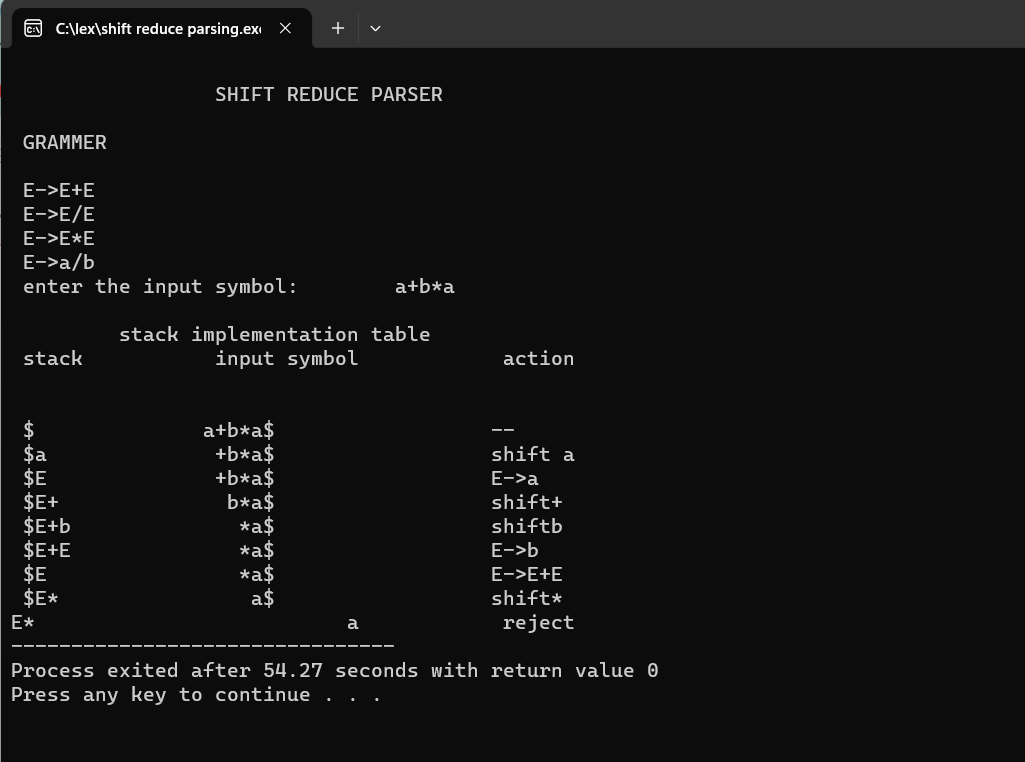 C:\lex\shift reduce parsing.exe
SHIFT REDUCE PARSER
GRAMMER
E->E+E
E->E/E
E->E*E
E->a/b
enter the input symbol: a+b*a
stack implementation table
stack input symbol action
$ a+b*a$ --
$a +b*a$ shift a
$E +b*a$ E->a
$E+ b*a$ shift+
$E+b *a$ shiftb
$E+E *a$ E->b
$E *a$ E->E+E
$E* a$ shift*
E* a reject
--------------------------------
Process exited after 54.27 seconds with return value 0
Press any key to continue . . .